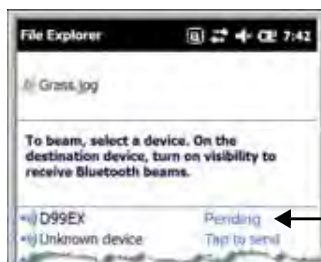 File Explorer 7:42
Grass.jpg
To beam, select a device. On the
destination device, turn on visibility to
receive Bluetooth beams.
D99EX Pending
Unknown device Tap to send